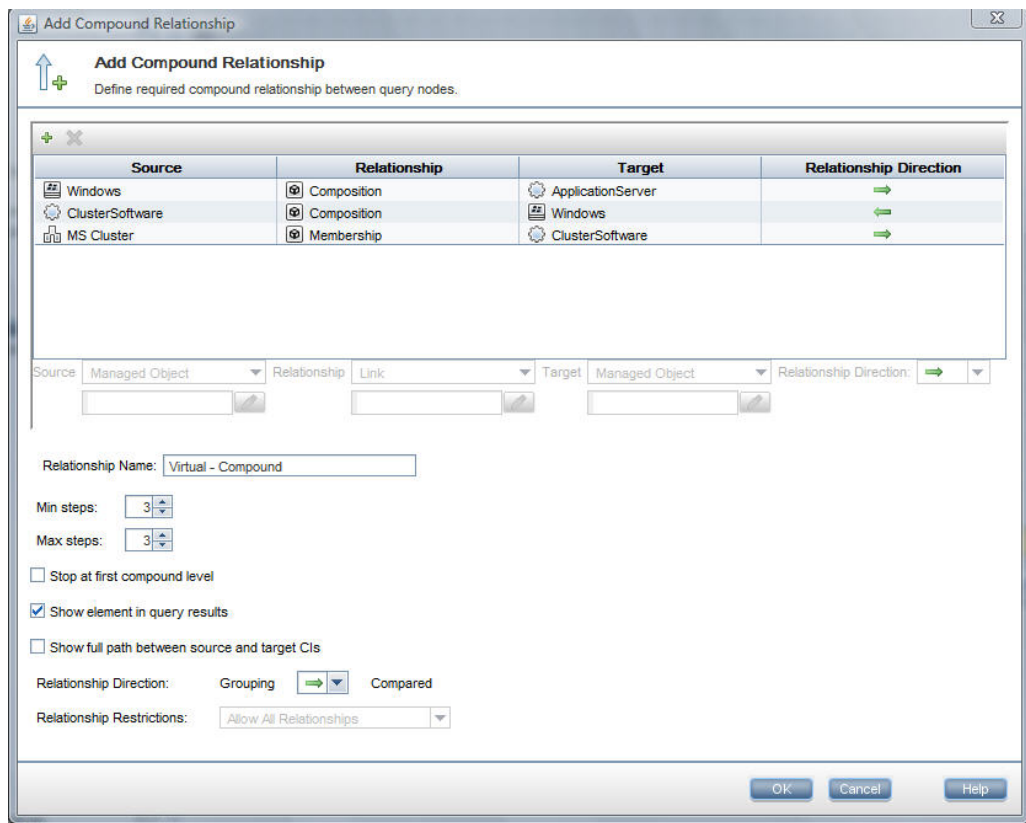 Add Compound Relationship
Add Compound Relationship
Define required compound relationship between query nodes.
Source Relationship Target Relationship Direction
Windows Composition ApplicationServer
ClusterSoftware Composition Windows
MS Cluster Membership ClusterSoftware
Source Managed Object Relationship Link Target Managed Object Relationship Direction:
Relationship Name: Virtual - Compound
Min steps: 3
Max steps: 3
Stop at first compound level
Show element in query results
Show full path between source and target CIs
Relationship Direction: Grouping Compared
Relationship Restrictions: Allow All Relationships
OK Cancel Help